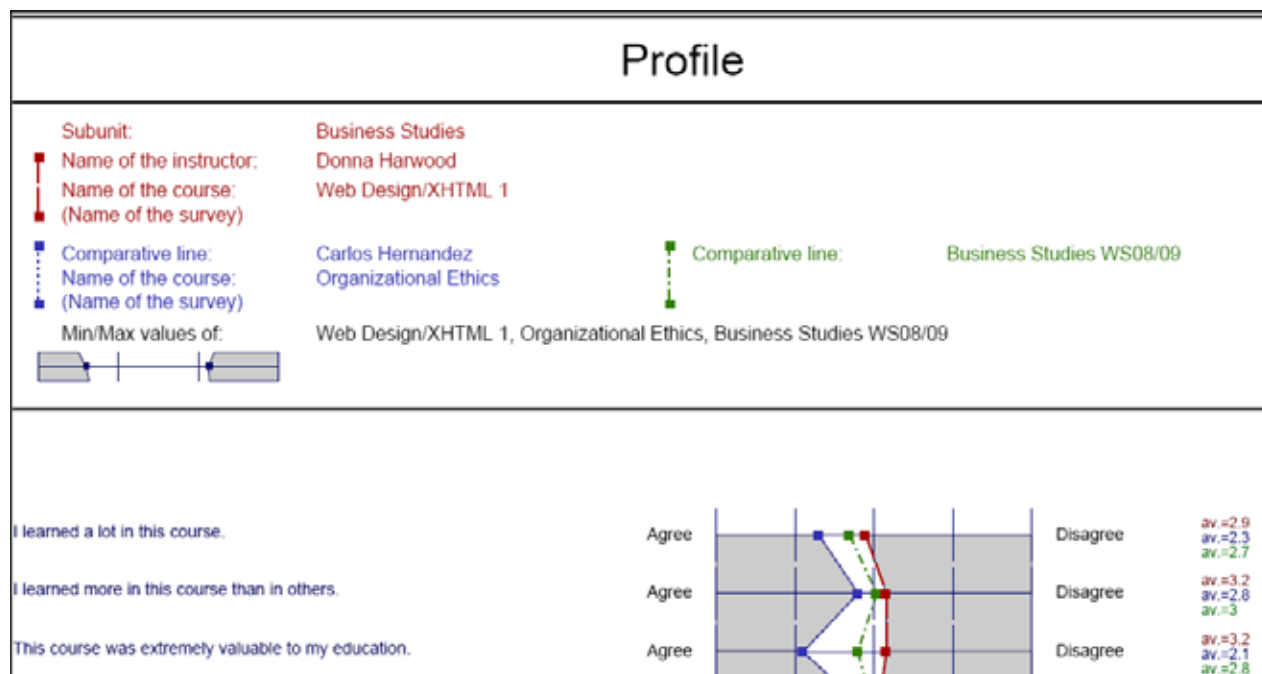 Profile
Subunit: Business Studies
Name of the instructor: Donna Harwood
Name of the course: Web Design/XHTML 1
(Name of the survey)
Comparative line: Carlos Hernandez Comparative line: Business Studies WS08/09
Name of the course: Organizational Ethics
(Name of the survey)
Min/Max values of: Web Design/XHTML 1, Organizational Ethics, Business Studies WS08/09
I learned a lot in this course. Agree Disagree av.=2.9
av.=2.3
av.=2.7
I learned more in this course than in others. Agree Disagree av.=3.2
av.=2.8
av.=3
This course was extremely valuable to my education. Agree Disagree av.=3.2
av.=2.1
av.=2.8